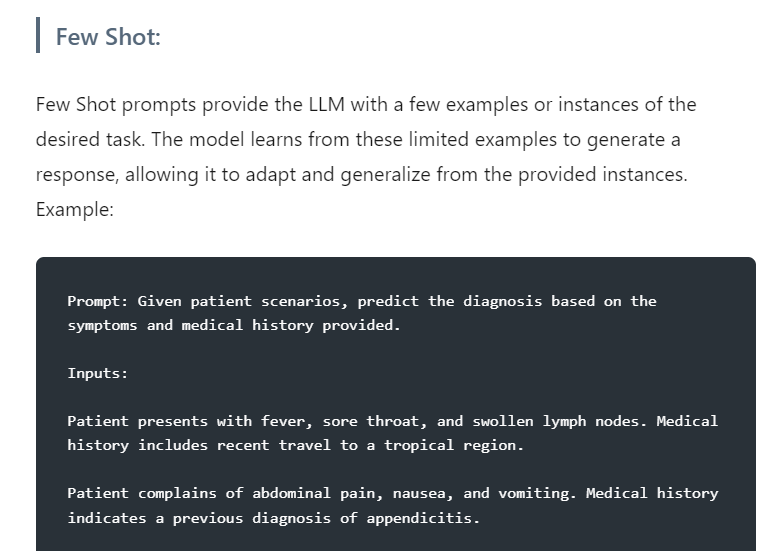 Few Shot:
Few Shot prompts provide the LLM with a few examples or instances of the
desired task. The model learns from these limited examples to generate a
response, allowing it to adapt and generalize from the provided instances.
Example:
Prompt: Given patient scenarios, predict the diagnosis based on the
symptoms and medical history provided.
Inputs:
Patient presents with fever, sore throat, and swollen lymph nodes. Medical
history includes recent travel to a tropical region.
Patient complains of abdominal pain, nausea, and vomiting. Medical history
indicates a previous diagnosis of appendicitis.